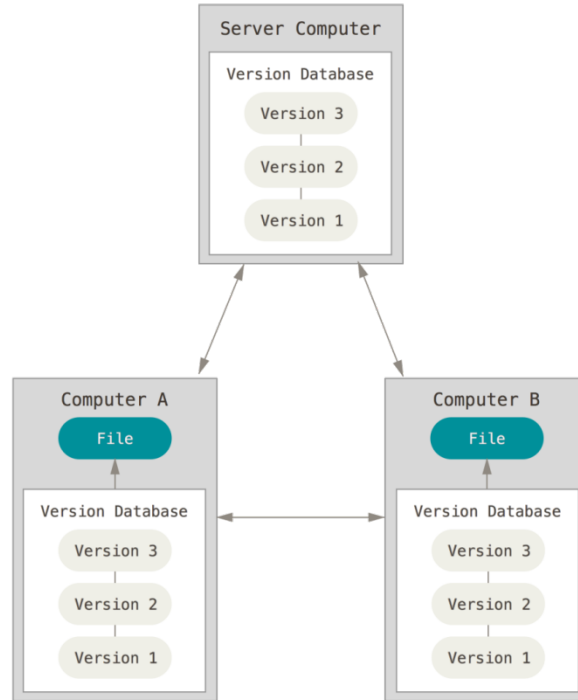 Server Computer
Version Database
Version 3
Version 2
Version 1
Computer A
File
Version Database
Version 3
Version 2
Version 1
Computer B
File
Version Database
Version 3
Version 2
Version 1